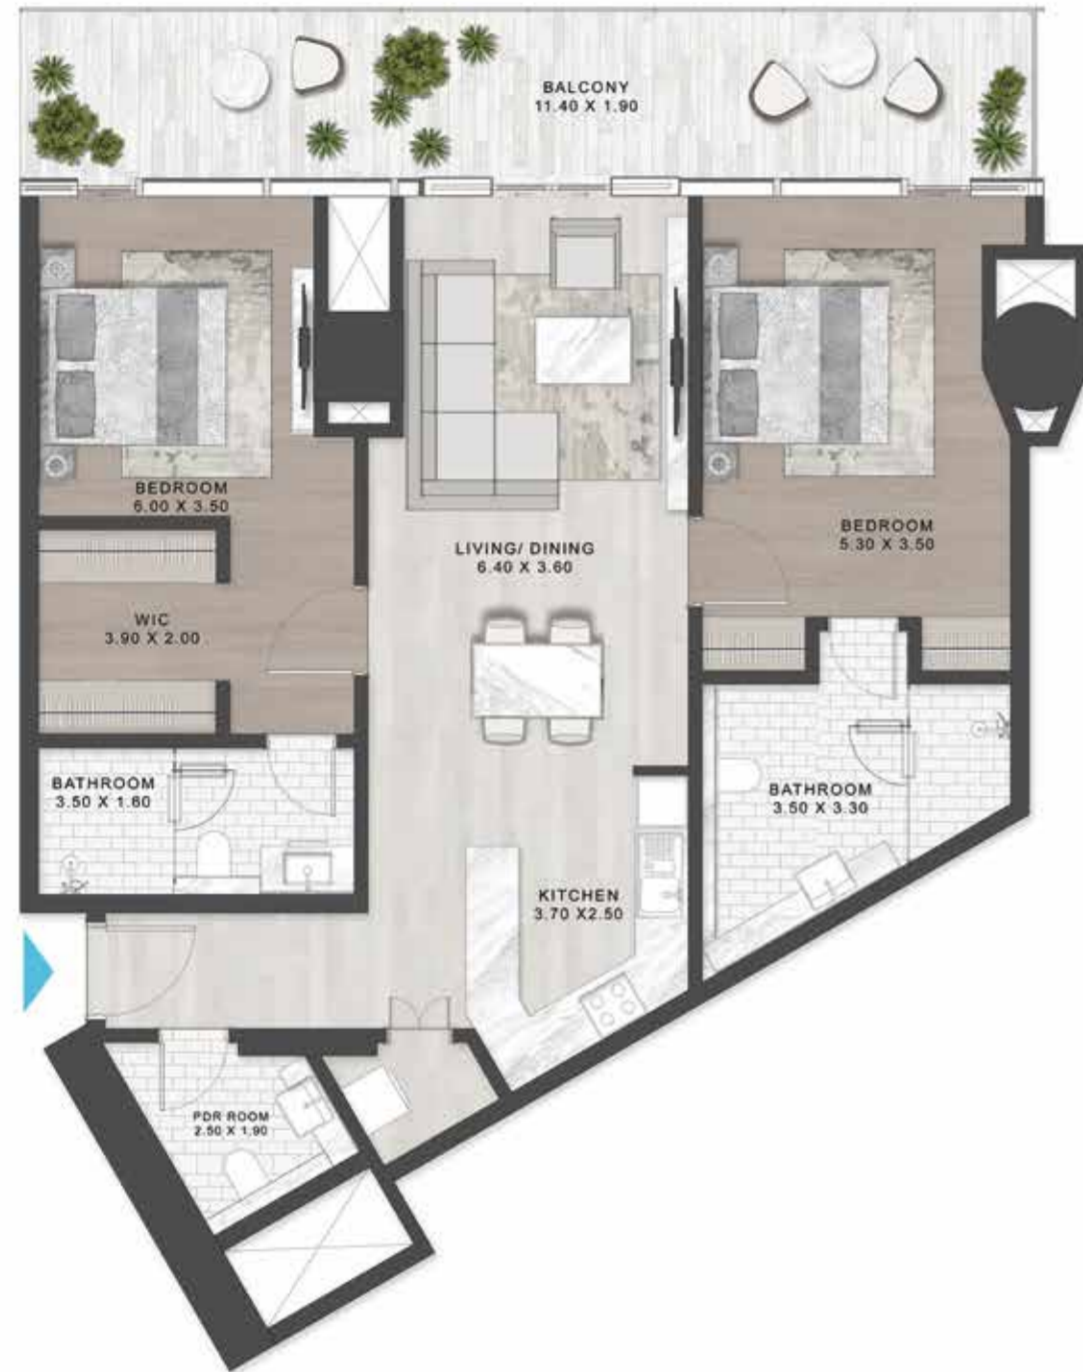 BALCONY
11.40 X 1.90
BEDROOM
6.00 X 3.50
BEDROOM
5.30 X 3.50
LIVING/ DINING
6.40 X 3.60
WIC
3.90 X 2.00
BATHROOM
3.50 X 1.60
BATHROOM
3.50 X 3.30
KITCHEN
3.70 X2.50
PDR ROOM
2.50 X 1.90